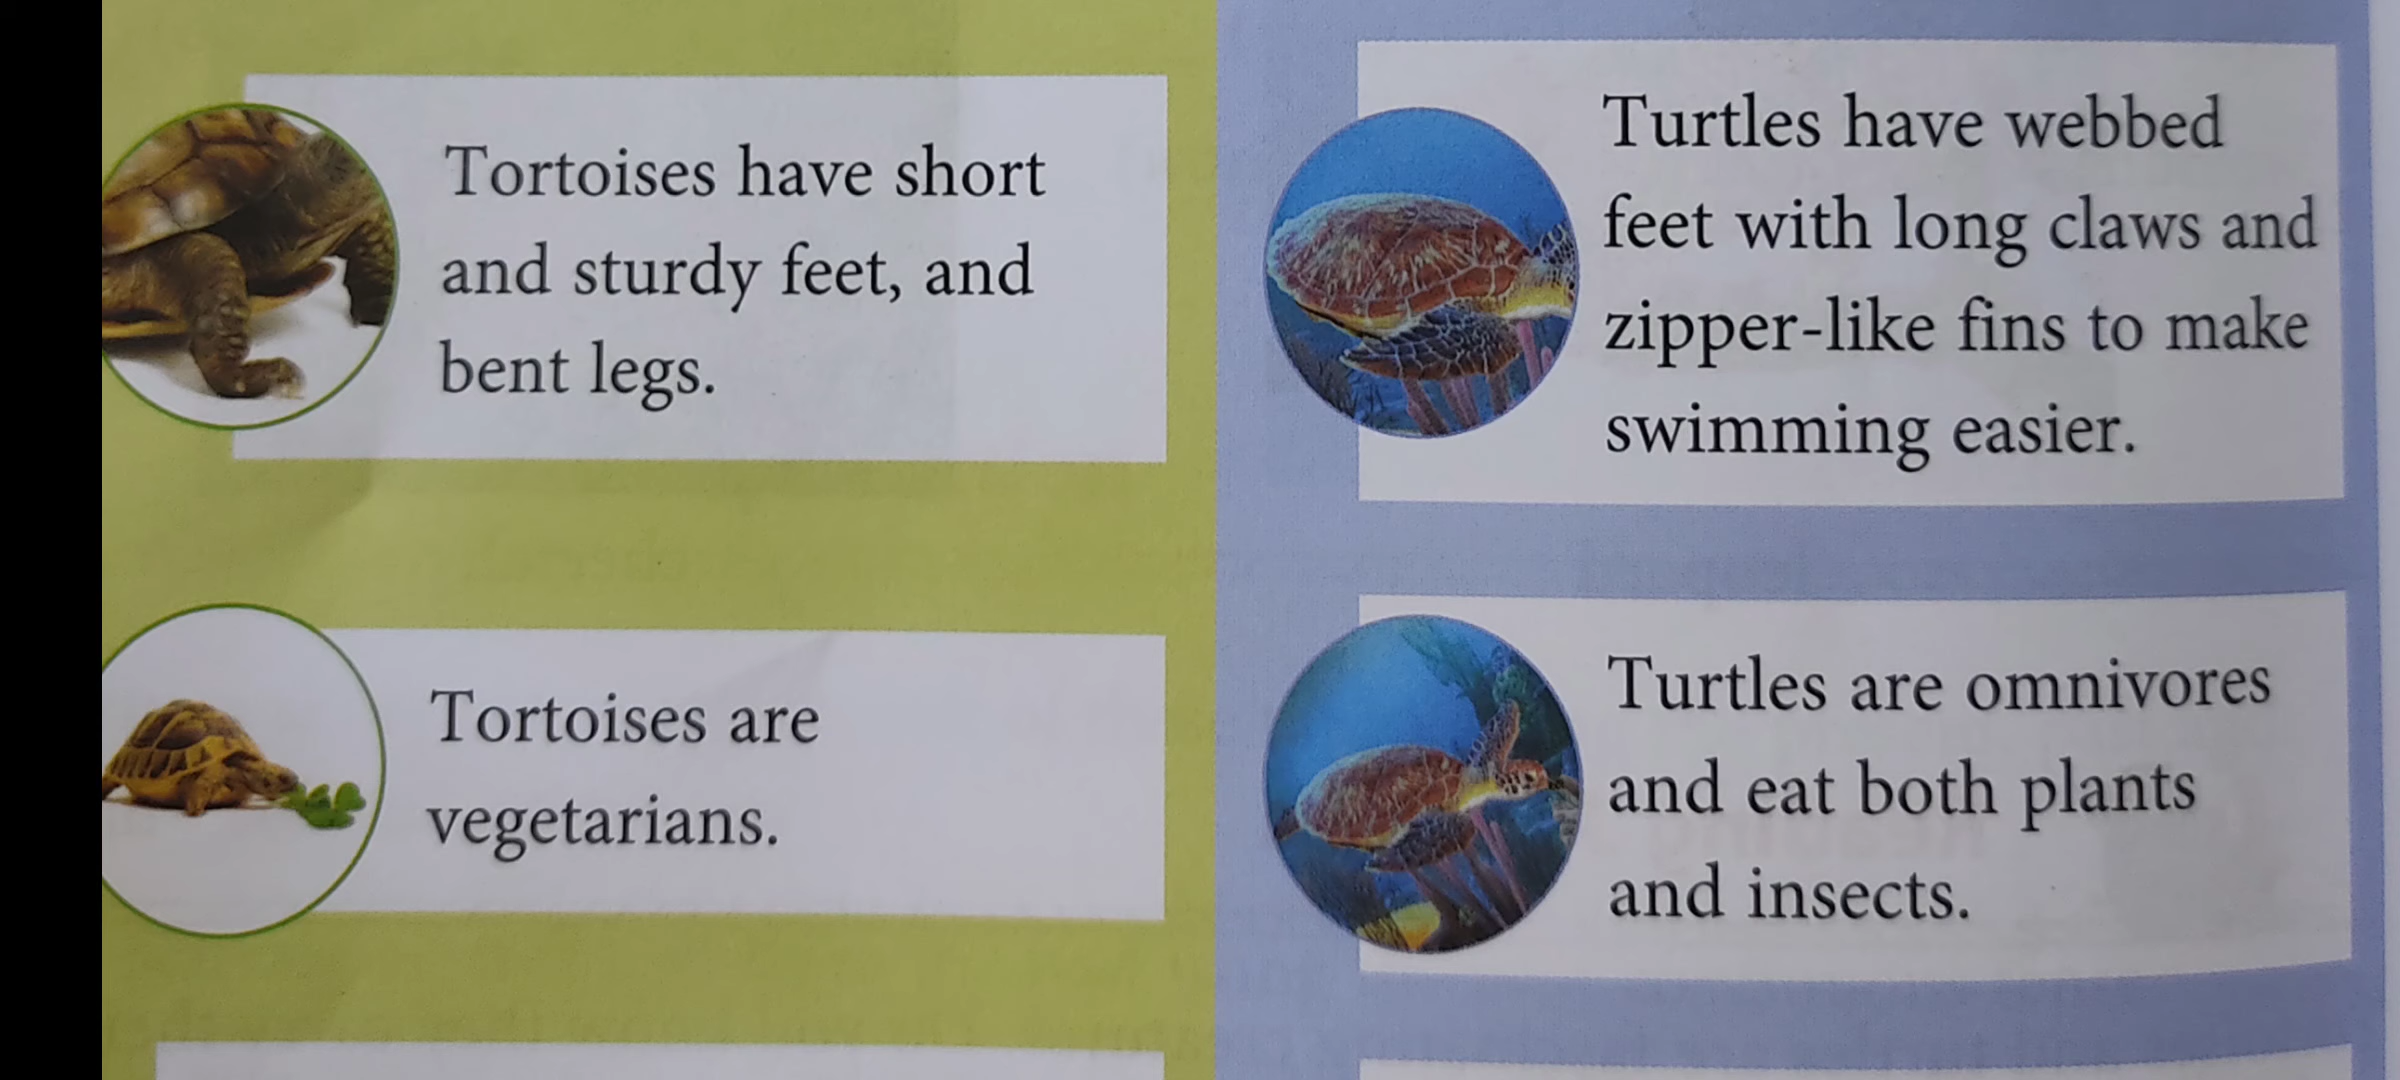 Tortoises have short
and sturdy feet, and
bent legs.
Tortoises are
vegetarians.
Turtles have webbed
feet with long claws and
zipper-like fins to make
swimming easier.
Turtles are omnivores
and eat both plants
and insects.